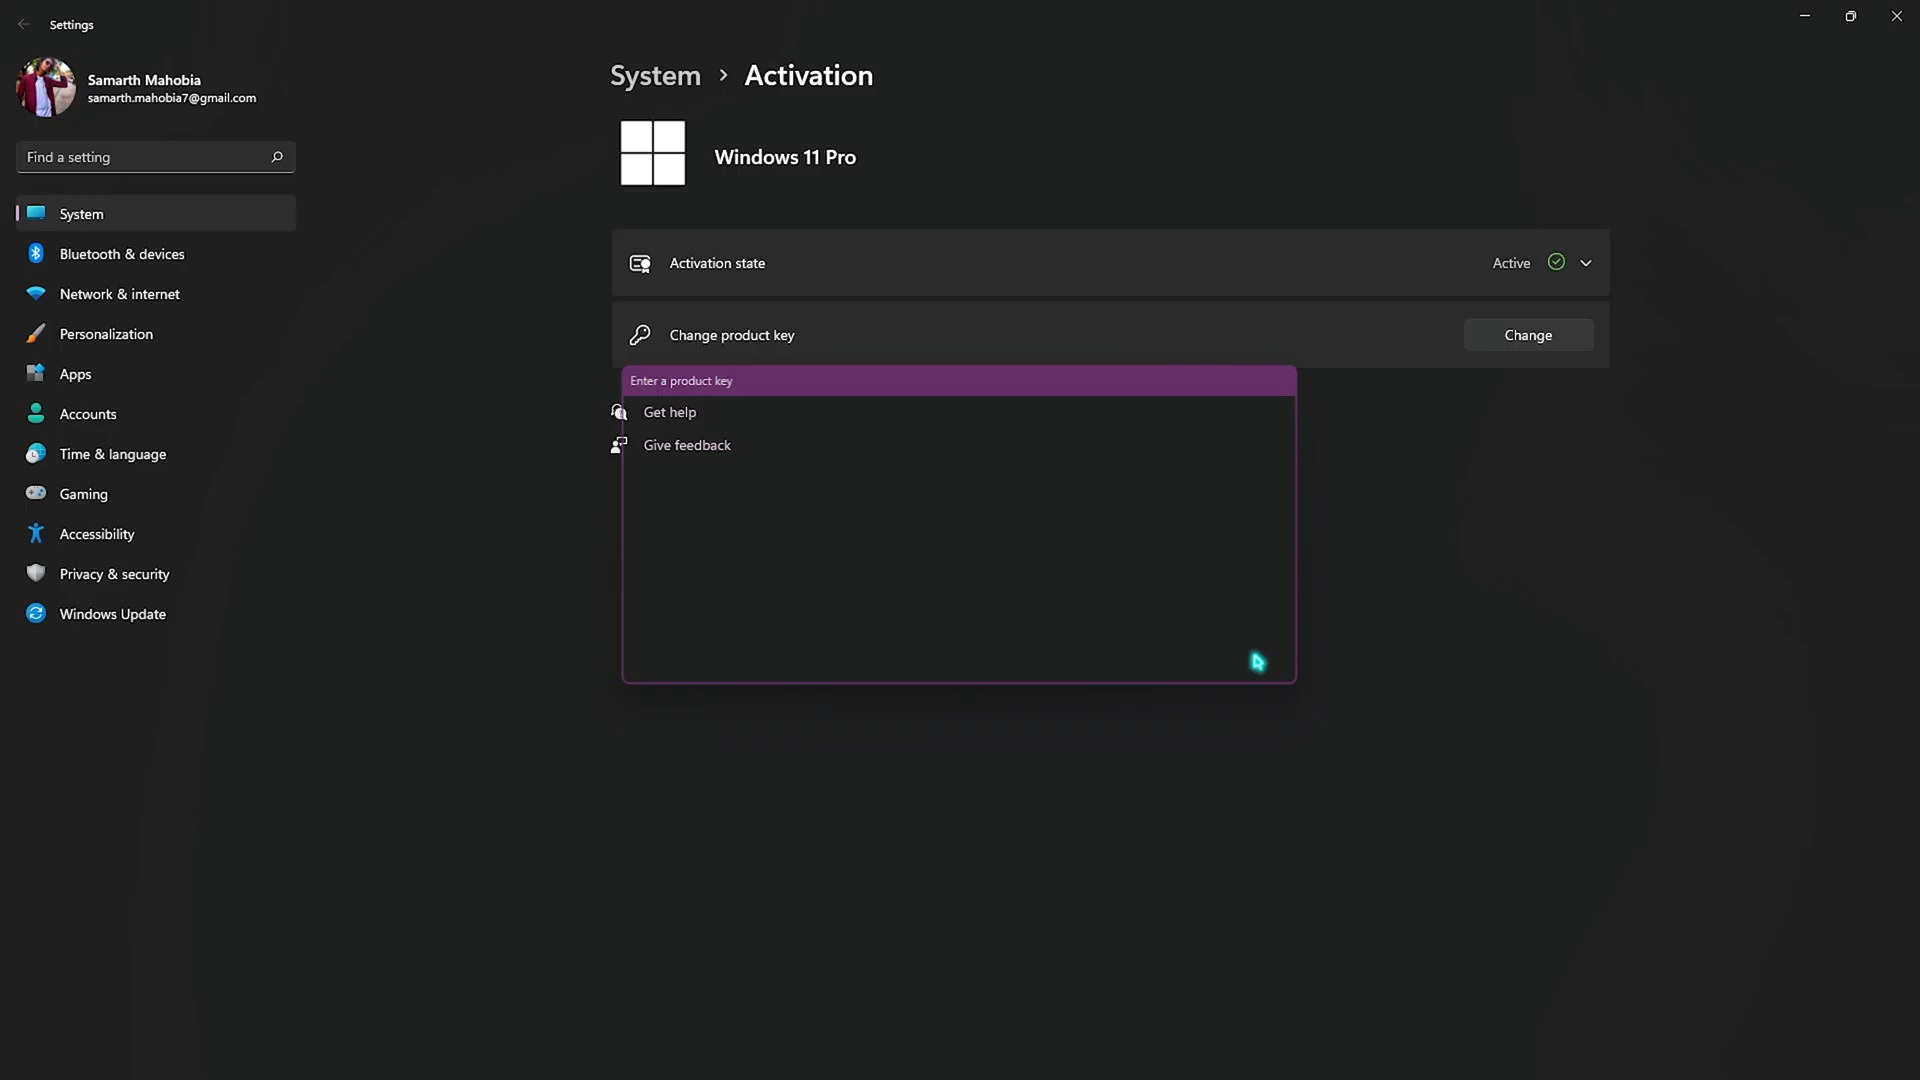 Settings
Samarth Mahobia
samarth.mahobia7@gmail.com
Find a setting
System
Bluetooth & devices
Network & internet
Personalization
Apps
Accounts
Time & language
Gaming
Accessibility
Privacy & security
Windows Update
System > Activation
Windows 11 Pro
Activation state Active
Change product key Change
Enter a product key
Get help
Give feedback